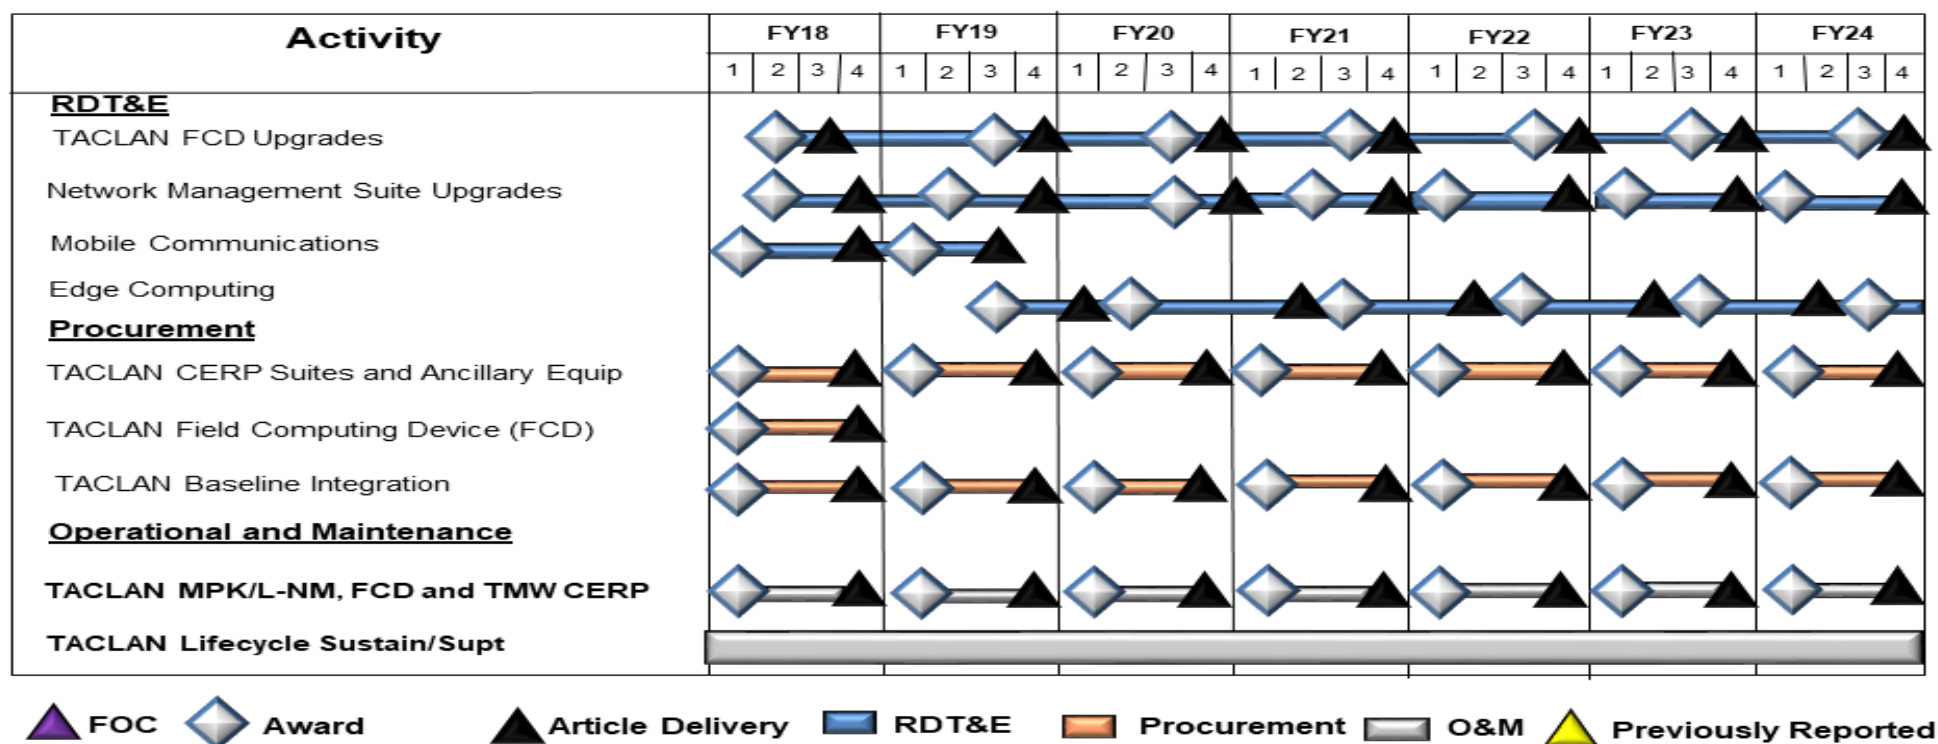 Activity FY18 FY19 FY20 FY21 FY22 FY23 FY24
1 2 3 4 1 2 3 4 1 2 3 4 1 2 3 4 1 2 3 4 1 2 3 4 1 2 3 4
RDT&E
TACLAN FCD Upgrades
Network Management Suite Upgrades
Mobile Communications
Edge Computing
Procurement
TACLAN CERP Suites and Ancillary Equip
TACLAN Field Computing Device (FCD)
TACLAN Baseline Integration
Operational and Maintenance
TACLAN MPK/L-NM, FCD and TMW CERP
TACLAN Lifecycle Sustain/Supt
FOC Award Article Delivery RDT&E Procurement O&M Previously Reported